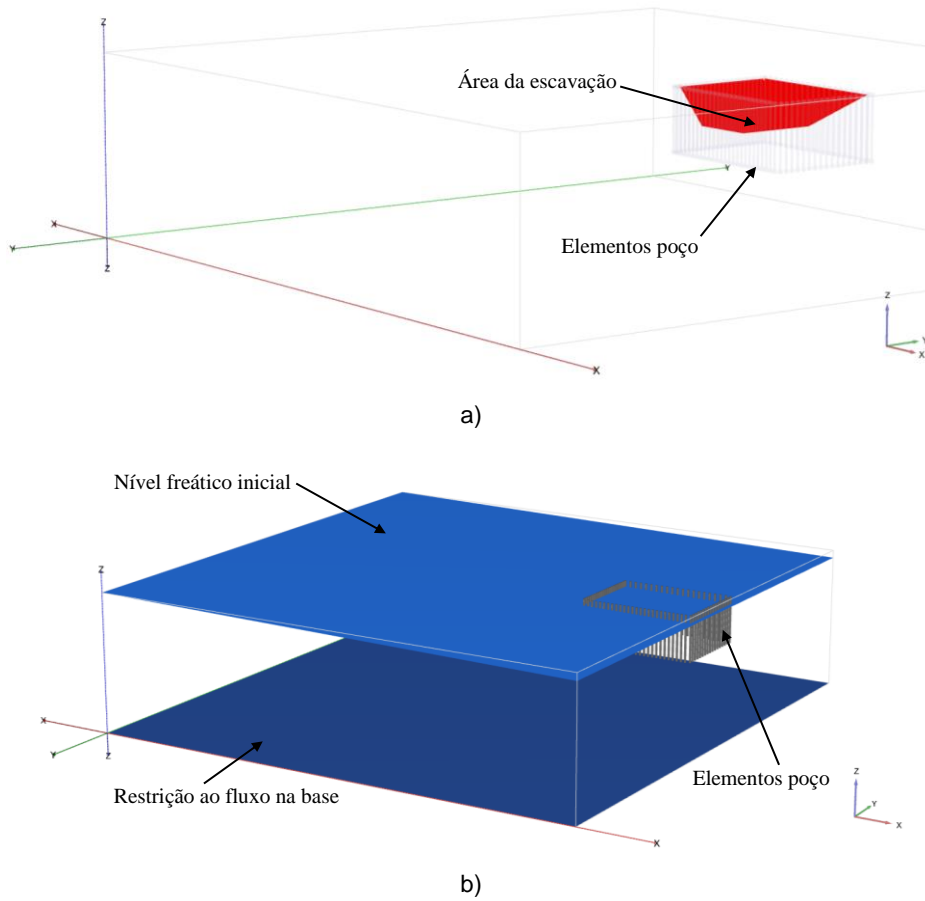 Z
Área da escavação
X
Y
Y
Z
Elementos poço
Z
Y
X
X
a)
Nível freático inicial
Z
X
Y
Z
Elementos poço
Restrição ao fluxo na base
Z
Y
X
X
b)